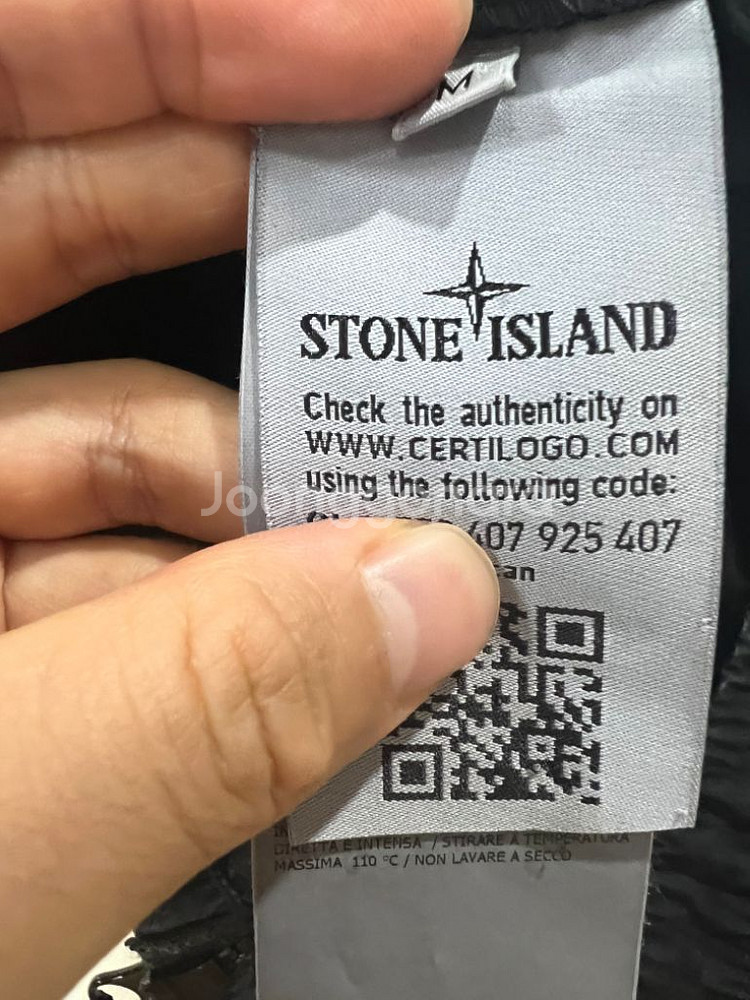 M
STONE ISLAND
Check the authenticity on
WWW.CERTILOGO.COM
using the following code:
407 925 407
DIRETTA E INTENSA / STIRARE A TEMPERATURA
MASSIMA 110 °C / NON LAVARE A SECCO